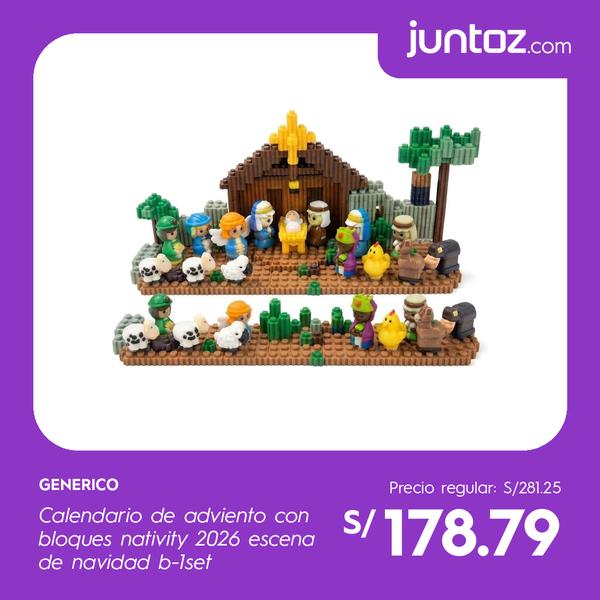 juntoz.com
GENERICO
Calendario de adviento con
bloques nativity 2026 escena
de navidad b-1set
Precio regular: S/281.25
S/178.79